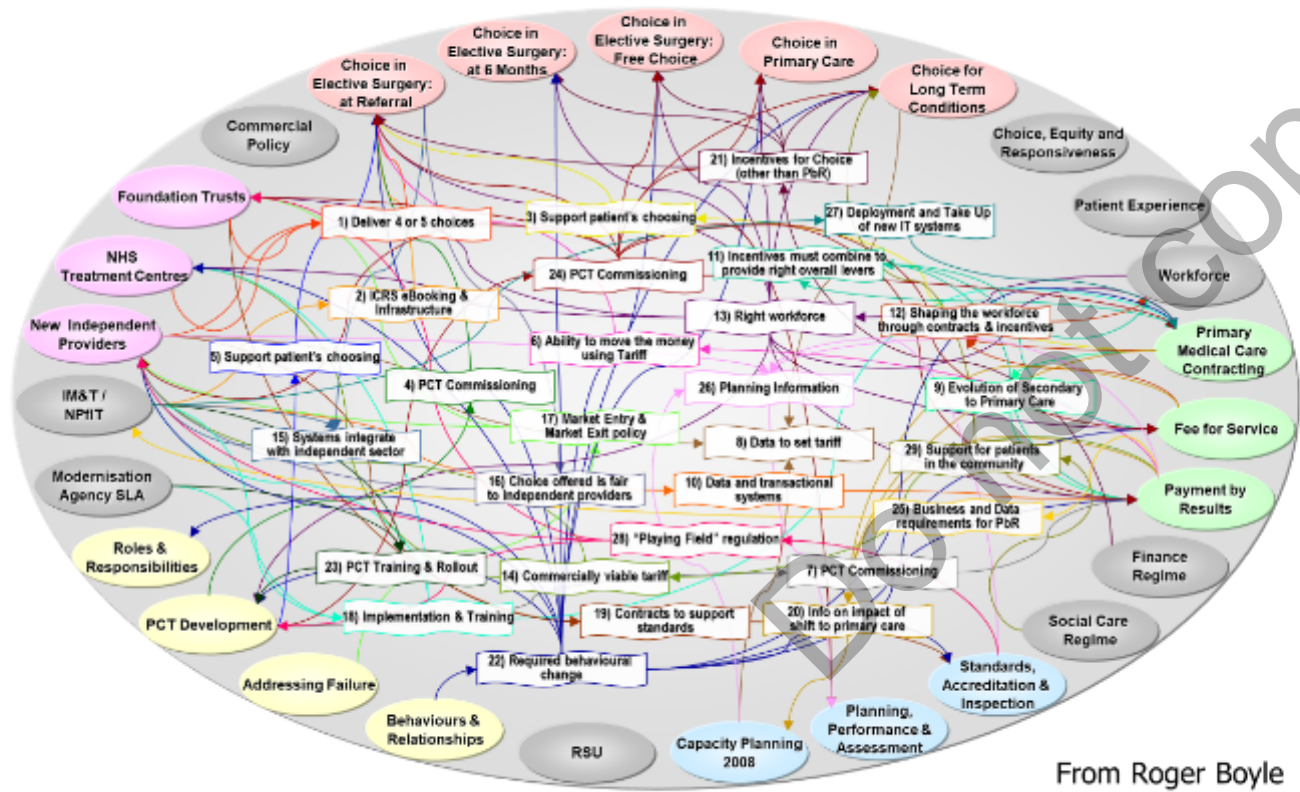 Choice in
Elective Surgery:
at Referral
Choice in
Elective Surgery:
at 6 Months
Choice in
Elective Surgery:
Free Choice
Choice in
Primary Care
Choice for
Long Term
Conditions
Commercial
Policy
Choice, Equity and
Responsiveness
Foundation Trusts
Patient Experience
NHS
Treatment Centres
Workforce
New Independent
Providers
Primary
Medical Care
Contracting
IM&T /
NPfIT
Fee for Service
Modernisation
Agency SLA
Payment by
Results
Roles &
Responsibilities
Finance
Regime
PCT Development
Social Care
Regime
Addressing Failure
Standards,
Accreditation &
Inspection
Behaviours &
Relationships
RSU
Capacity Planning
2008
Planning,
Performance &
Assessment
21) Incentives for Choice
(other than PbR)
1) Deliver 4 or 5 choices
3) Support patient's choosing
27) Deployment and Take Up
of new IT systems
24) PCT Commissioning
11) Incentives must combine to
provide right overall levers
2) ICRS eBooking &
Infrastructure
13) Right workforce
12) Shaping the workforce
through contracts & incentives
5) Support patient's choosing
6) Ability to move the money
using Tariff
4) PCT Commissioning
26) Planning Information
9) Evolution of Secondary
to Primary Care
17) Market Entry &
Market Exit policy
15) Systems integrate
with independent sector
8) Data to set tariff
29) Support for patients
in the community
16) Choice offered is fair
to independent providers
10) Data and transactional
systems
25) Business and Data
requirements for PbR
28) "Playing Field" regulation
23) PCT Training & Rollout
14) Commercially viable tariff
7) PCT Commissioning
18) Implementation & Training
19) Contracts to support
standards
20) Info on impact of
shift to primary care
22) Required behavioural
change
Do not cop
From Roger Boyle